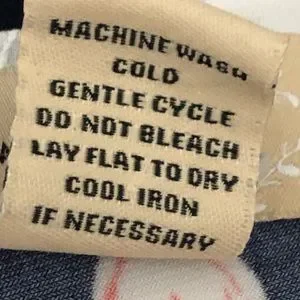 MACHINE WASH
COLD
GENTLE CYCLE
DO NOT BLEACH
LAY FLAT TO DRY
COOL IRON
IF NECESSARY